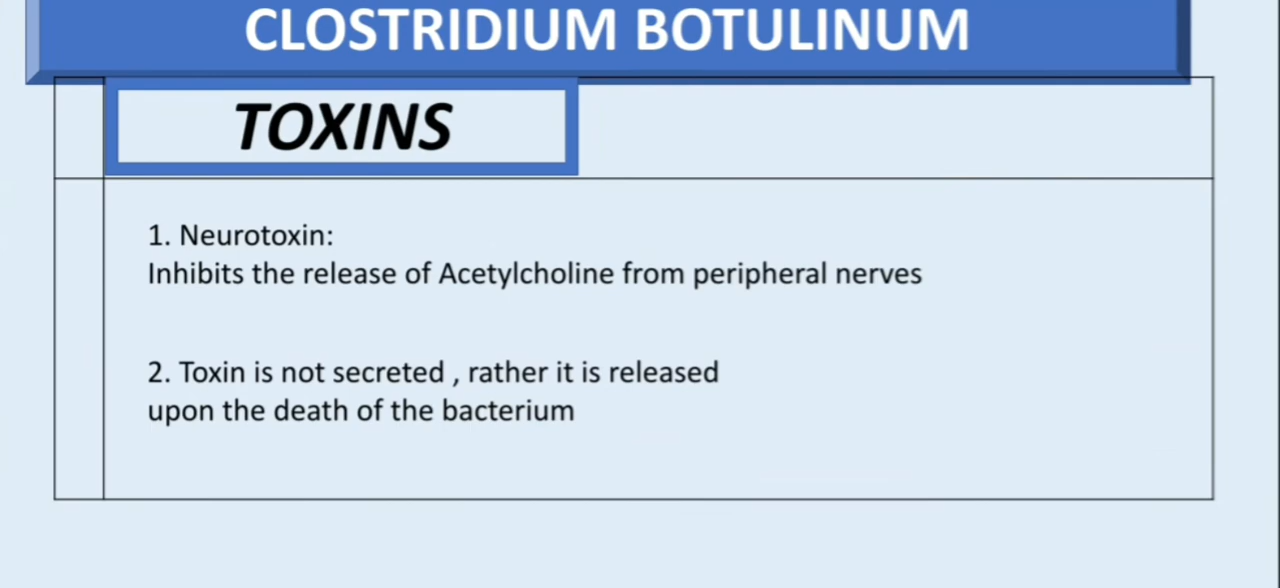 CLOSTRIDIUM BOTULINUM
TOXINS
1. Neurotoxin:
Inhibits the release of Acetylcholine from peripheral nerves
2. Toxin is not secreted , rather it is released
upon the death of the bacterium